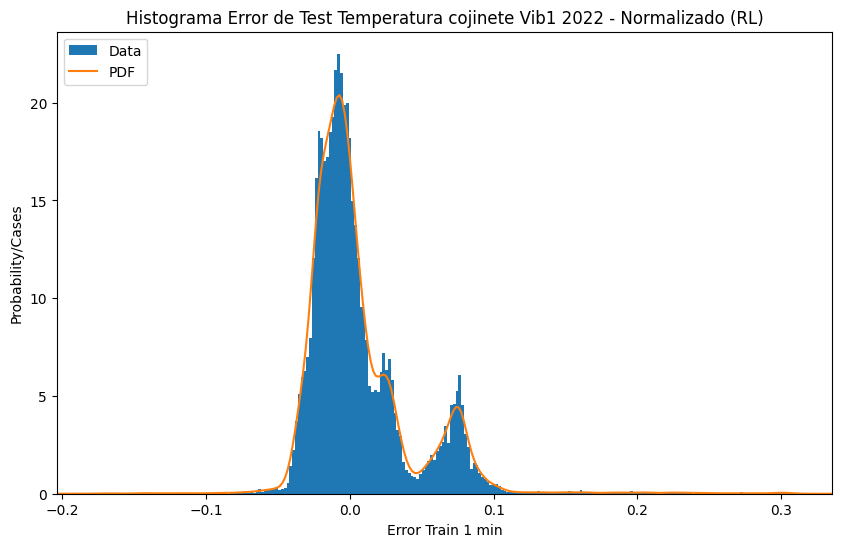 Histograma Error de Test Temperatura cojinete Vib1 2022 - Normalizado (RL)
Data
PDF
Probability/Cases
20
15
10
5
0
-0.2
-0.1
0.0
0.1
0.2
0.3
Error Train 1 min